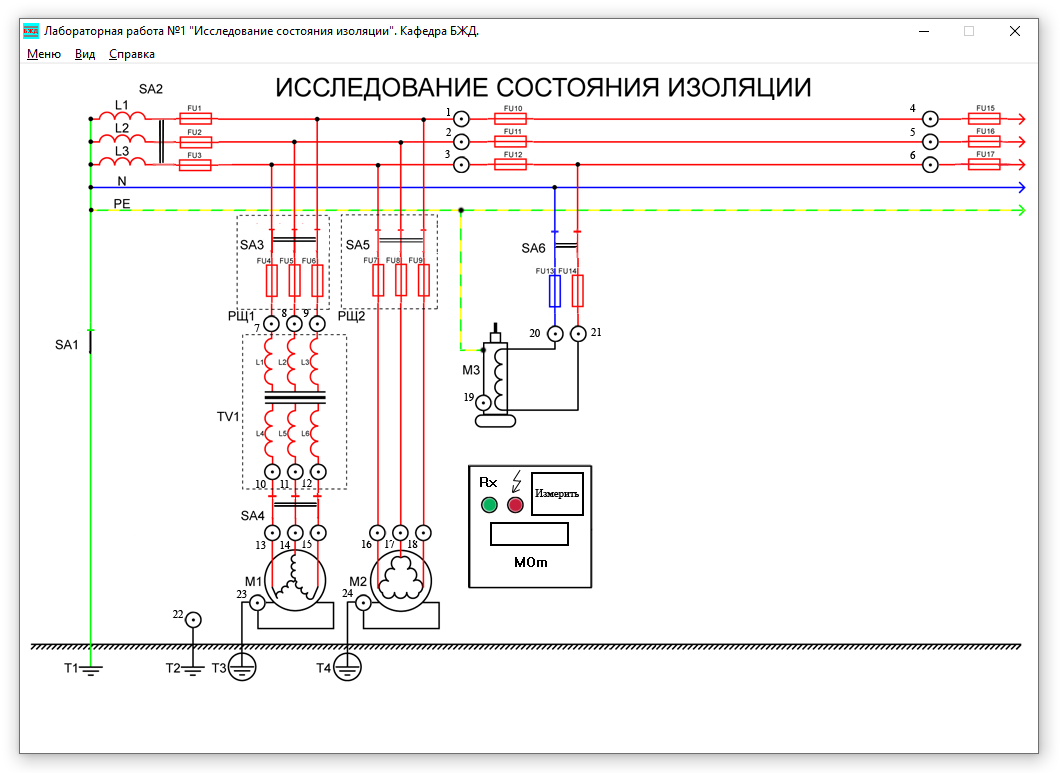 БЖД Лабораторная работа №1 "Исследование состояния изоляции". Кафедра БЖД.
Меню Вид Справка
ИССЛЕДОВАНИЕ СОСТОЯНИЯ ИЗОЛЯЦИИ
SA2
L1 FU1 1 FU10 4 FU15
L2 FU2 2 FU11 5 FU16
L3 FU3 3 FU12 6 FU17
N
PE
SA3 SA5 SA6
FU4 FU5 FU6 FU7 FU8 FU9 FU13 FU14
РЩ1 7 8 9 РЩ2 20 21
SA1
L1 L2 L3 M3
19
TV1
L4 L5 L6
10 11 12
Rx Измерить
SA4
13 14 15 16 17 18
MOm
M1 M2
23 24
22
T1 T2 T3 T4